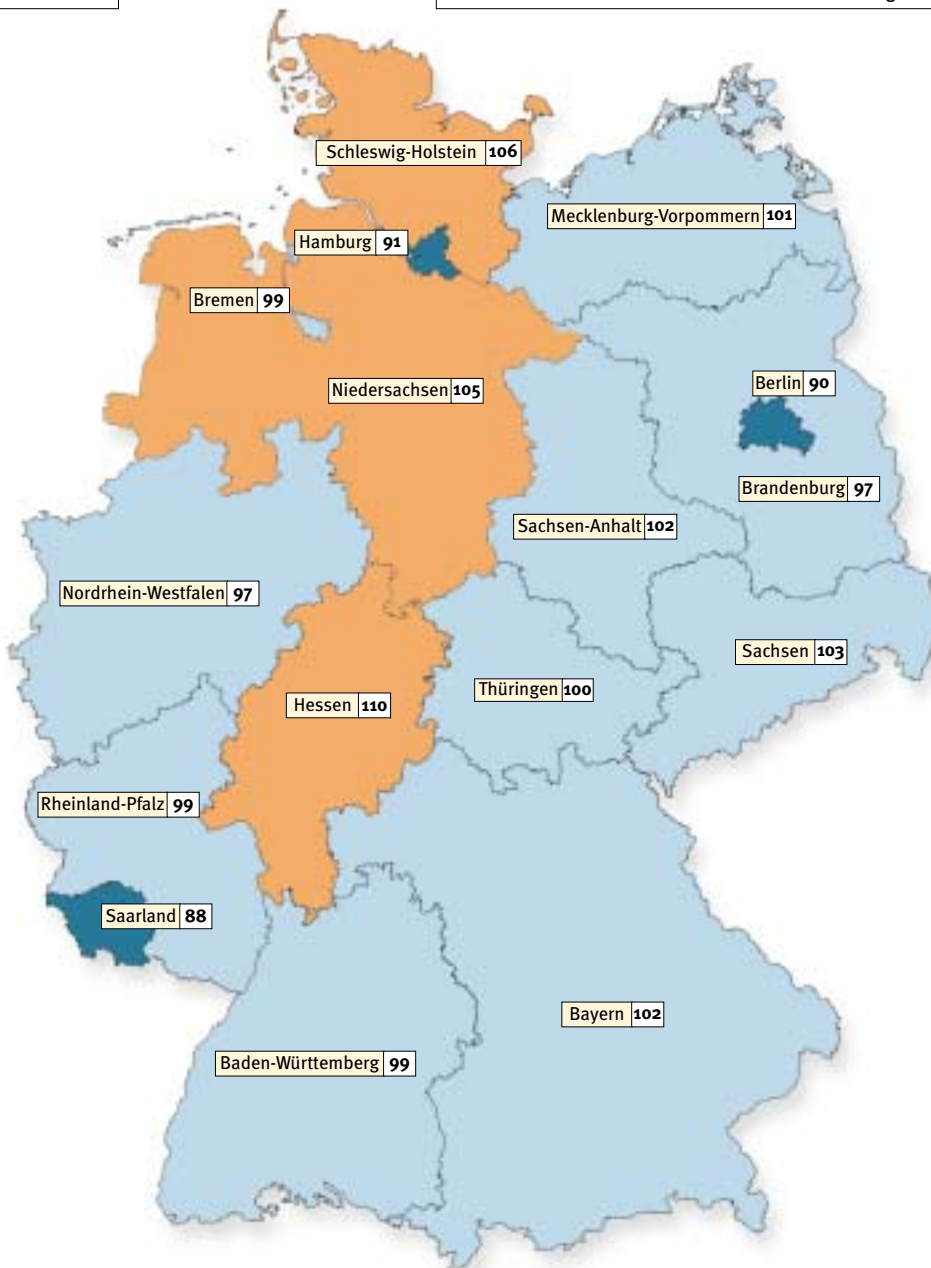 Schleswig-Holstein 106
Mecklenburg-Vorpommern 101
Hamburg 91
Bremen 99
Berlin 90
Niedersachsen 105
Brandenburg 97
Sachsen-Anhalt 102
Nordrhein-Westfalen 97
Sachsen 103
Thüringen 100
Hessen 110
Rheinland-Pfalz 99
Saarland 88
Bayern 102
Baden-Württemberg 99